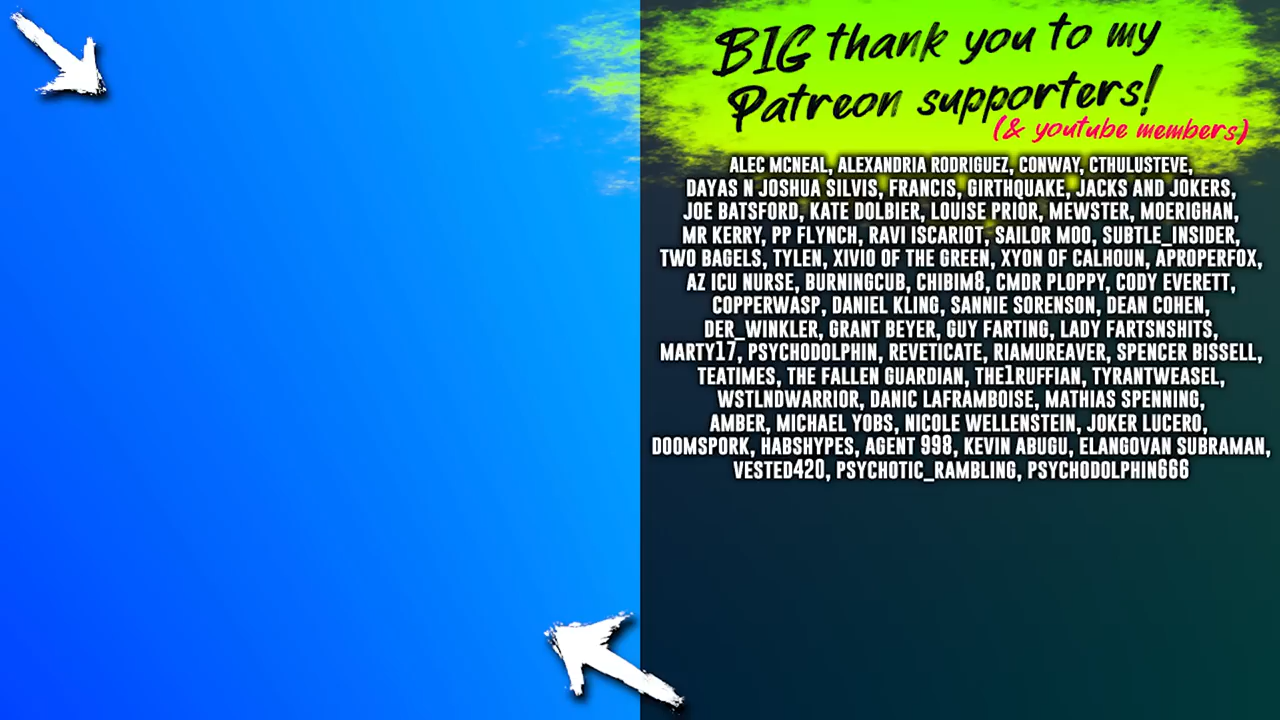 BIG thank you to my
Patreon supporters!
(& youtube members)
ALEC MCNEAL, ALEXANDRIA RODRIGUEZ, CONWAY, CTHULUSTEVE,
DAYAS N JOSHUA SILVIS, FRANCIS, GIRTHQUAKE, JACKS AND JOKERS,
JOE BATSFORD, KATE DOLBIER, LOUISE PRIOR, MEWSTER, MOERIGHAN,
MR KERRY, PP FLYNCH, RAVI ISCARIOT, SAILOR MOO, SUBTLE_INSIDER,
TWO BAGELS, TYLEN, XIVIO OF THE GREEN, XYON OF CALHOUN, APROPERFOX,
AZ ICU NURSE, BURNINGCUB, CHIBIM8, CMDR PLOPPY, CODY EVERETT,
COPPERWASP, DANIEL KLING, SANNIE SORENSON, DEAN COHEN,
DER_WINKLER, GRANT BEYER, GUY FARTING, LADY FARTSNSHITS,
MARTY17, PSYCHODOLPHIN, REVETICATE, RIAMUREAVER, SPENCER BISSELL,
TEATIMES, THE FALLEN GUARDIAN, THE1RUFFIAN, TYRANTWEASEL,
WSTLNDWARRIOR, DANIC LAFRAMBOISE, MATHIAS SPENNING,
AMBER, MICHAEL YOBS, NICOLE WELLENSTEIN, JOKER LUCERO,
DOOMSPORK, HABSHYPES, AGENT 998, KEVIN ABUGU, ELANGOVAN SUBRAMAN,
VESTED420, PSYCHOTIC_RAMBLING, PSYCHODOLPHIN666